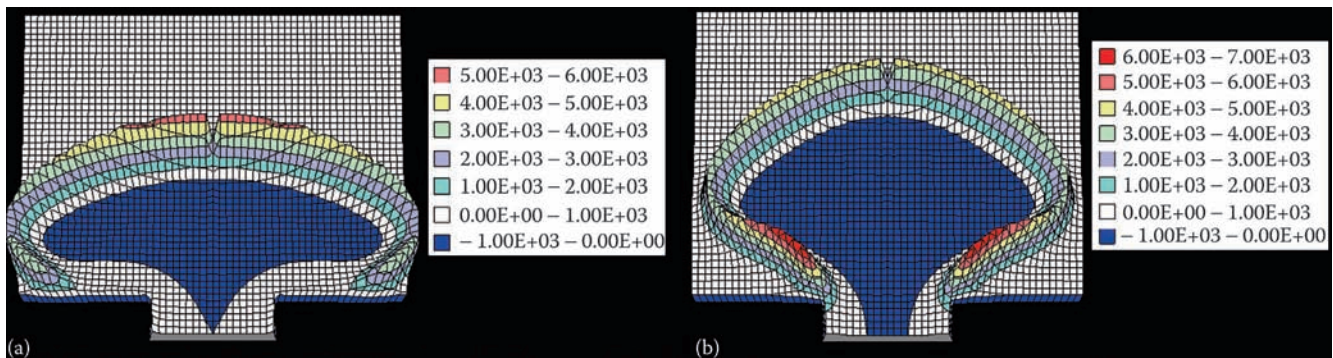 5.00E+03 – 6.00E+03
4.00E+03 – 5.00E+03
3.00E+03 – 4.00E+03
2.00E+03 – 3.00E+03
1.00E+03 – 2.00E+03
0.00E+00 – 1.00E+03
– 1.00E+03 – 0.00E+00
(a)
6.00E+03 – 7.00E+03
5.00E+03 – 6.00E+03
4.00E+03 – 5.00E+03
3.00E+03 – 4.00E+03
2.00E+03 – 3.00E+03
1.00E+03 – 2.00E+03
0.00E+00 – 1.00E+03
– 1.00E+03 – 0.00E+00
(b)